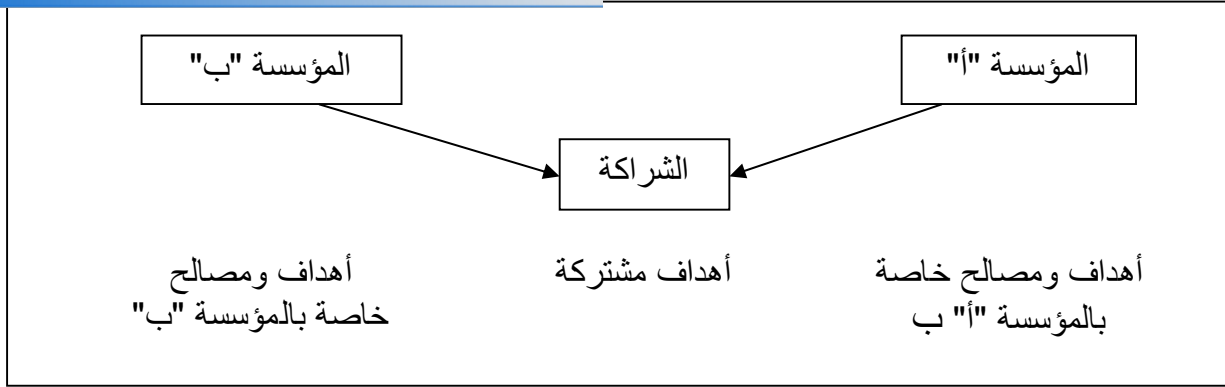 المؤسسة "أ"
المؤسسة "ب"
الشراكة
أهداف ومصالح خاصة
بالمؤسسة "أ" ب
أهداف مشتركة
أهداف ومصالح
خاصة بالمؤسسة "ب"